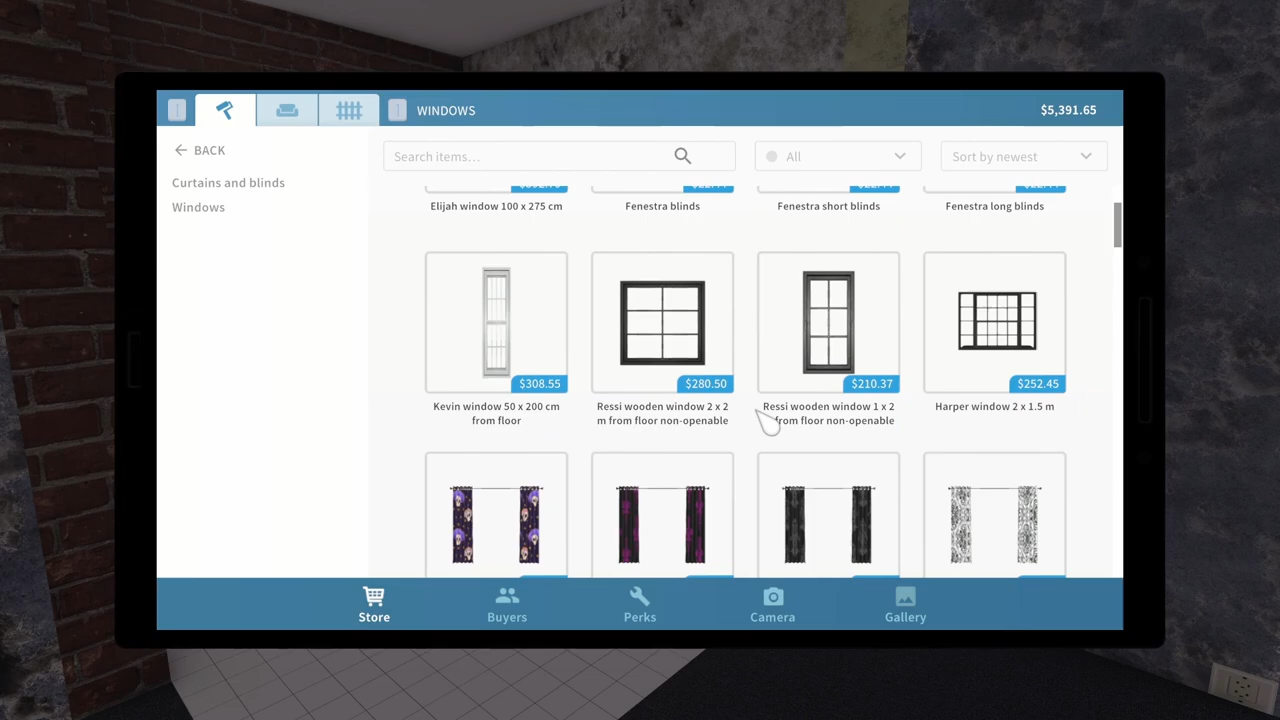 WINDOWS
$5,391.65
BACK
Search items...
All
Sort by newest
Curtains and blinds
Windows
Elijah window 100 x 275 cm
Fenestra blinds
Fenestra short blinds
Fenestra long blinds
$308.55
$280.50
$210.37
$252.45
Kevin window 50 x 200 cm
from floor
Ressi wooden window 2 x 2
m from floor non-openable
Ressi wooden window 1 x 2
from floor non-openable
Harper window 2 x 1.5 m
Store
Buyers
Perks
Camera
Gallery